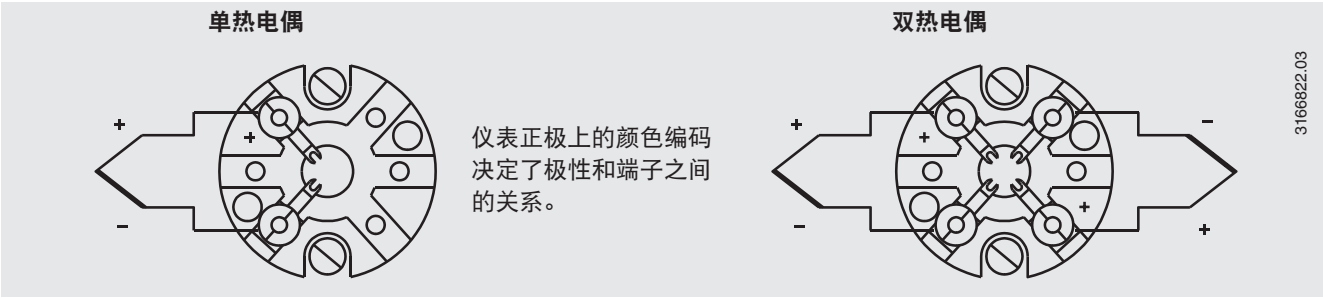 单热电偶
双热电偶
+
+
−
仪表正极上的颜色编码
决定了极性和端子之间
的关系。
+
+
−
−
+
+
3166822.03